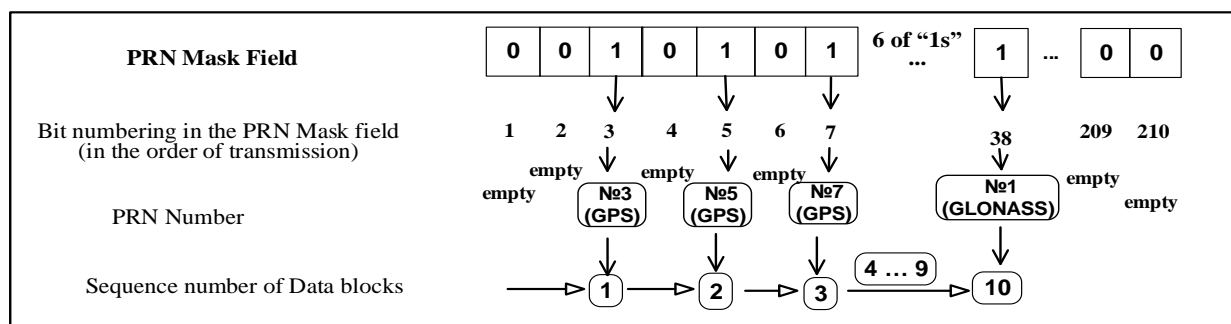 PRN Mask Field 0 0 1 0 1 0 1 6 of “1s” ... 1 ... 0 0
Bit numbering in the PRN Mask field 1 2 3 4 5 6 7 38 209 210
(in the order of transmission)
empty empty empty empty empty empty
PRN Number №3 (GPS) №5 (GPS) №7 (GPS) №1 (GLONASS)
Sequence number of Data blocks 1 2 3 4 ... 9 10